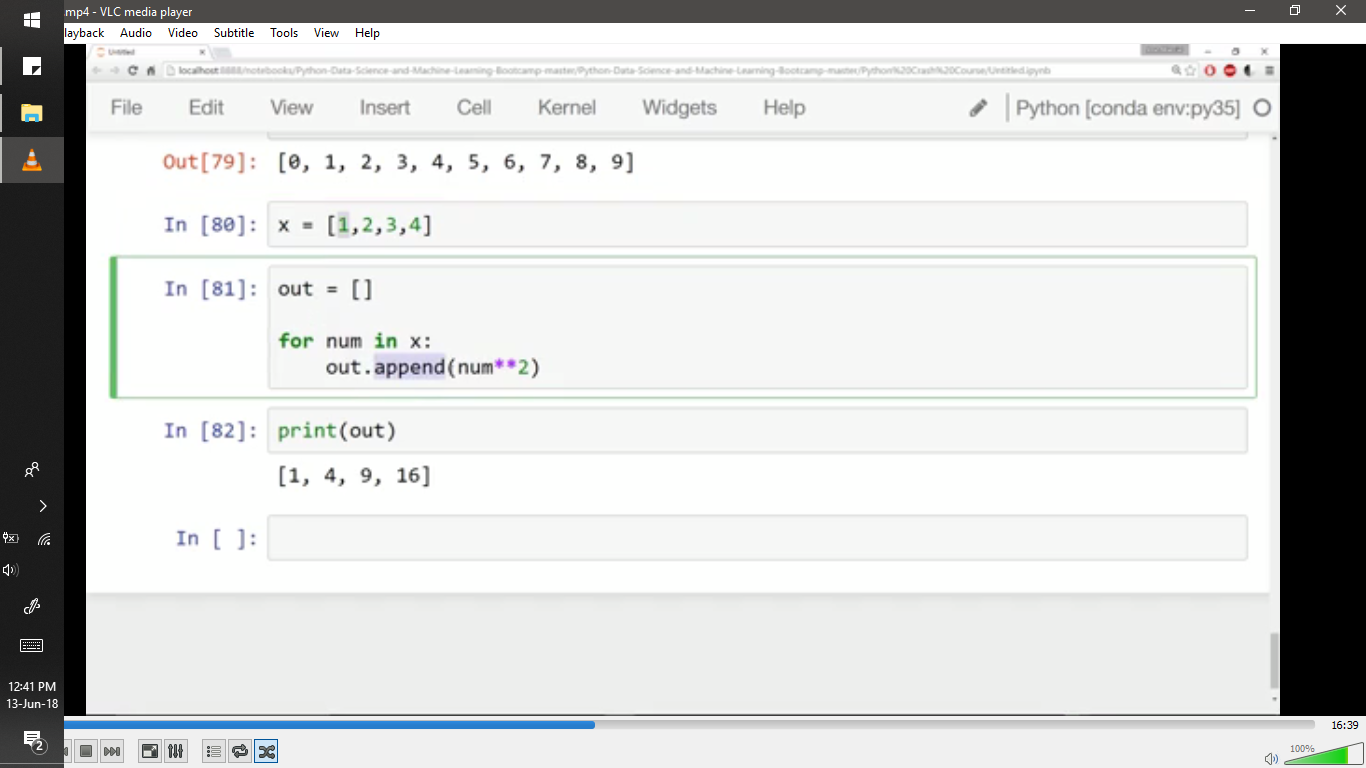 .mp4 - VLC media player
layback Audio Video Subtitle Tools View Help
Untitled
localhost:8888/notebooks/Python-Data-Science-and-Machine-Learning-Bootcamp-master/Python-Data-Science-and-Machine-Learning-Bootcamp-master/Python%20Crash%20Course/Untitled.ipynb
File Edit View Insert Cell Kernel Widgets Help Python [conda env:py35]
Out[79]: [0, 1, 2, 3, 4, 5, 6, 7, 8, 9]
In [80]: x = [1,2,3,4]
In [81]: out = []
for num in x:
out.append(num**2)
In [82]: print(out)
[1, 4, 9, 16]
In [ ]:
12:41 PM
13-Jun-18
2
16:39
100%